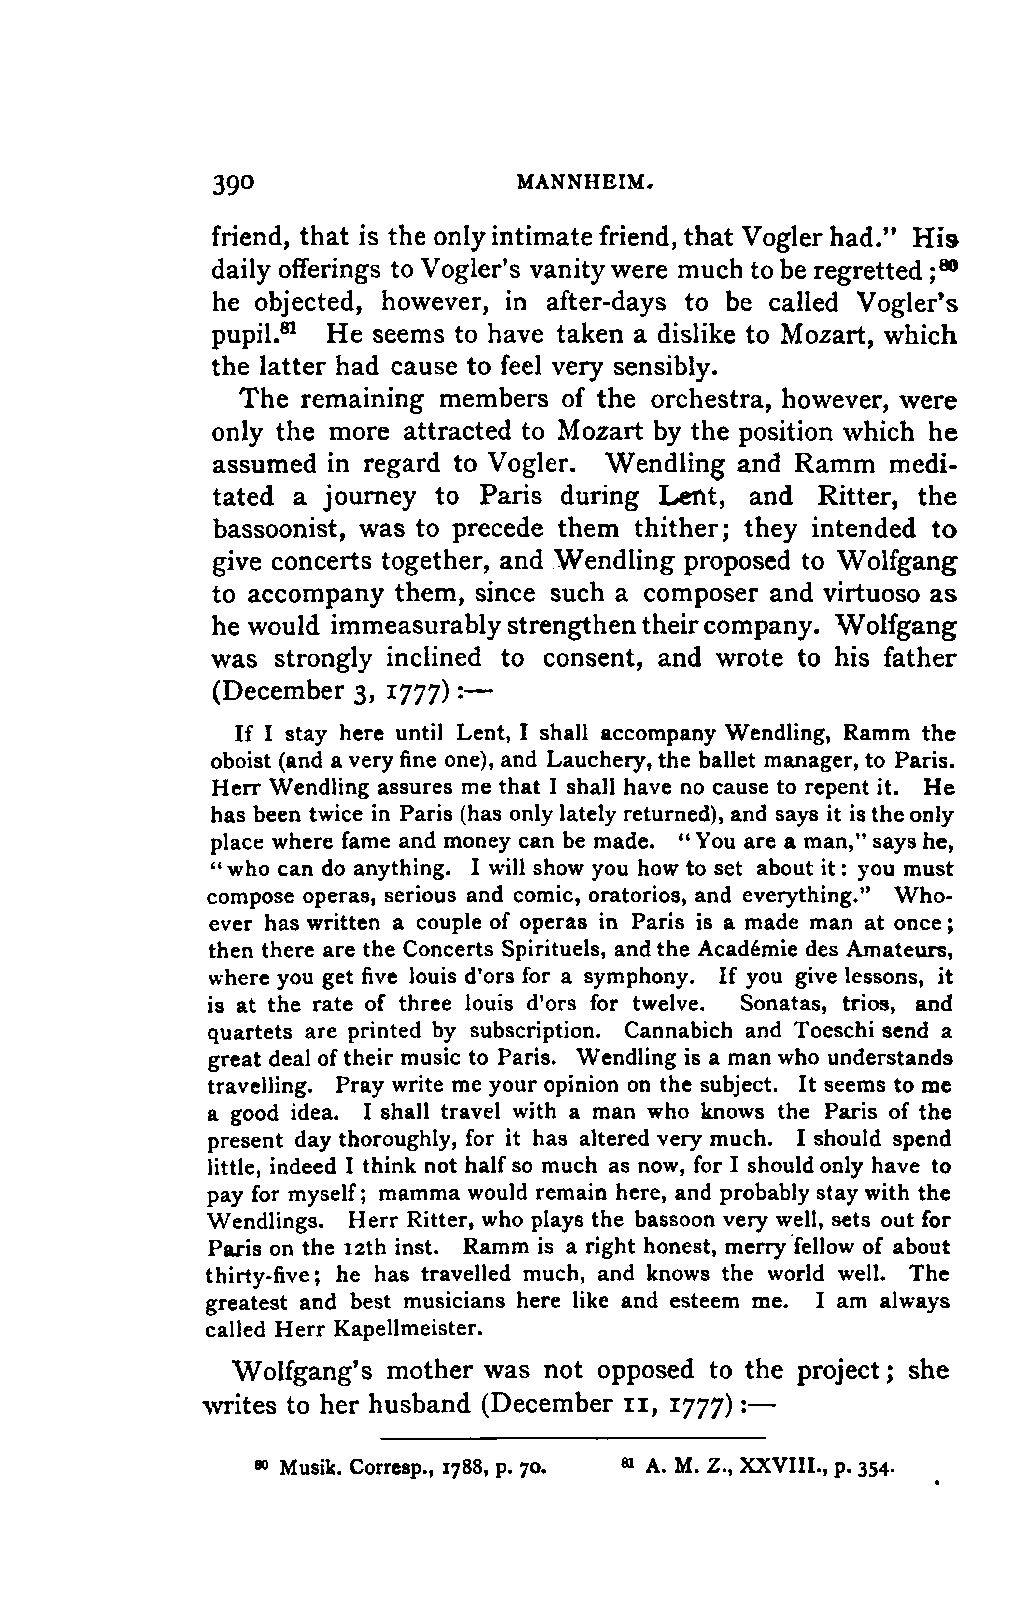 390 MANNHEIM.
friend, that is the only intimate friend, that Vogler had." His
daily offerings to Vogler's vanity were much to be regretted ;80
he objected, however, in after-days to be called Vogler's
pupil.81 He seems to have taken a dislike to Mozart, which
the latter had cause to feel very sensibly.
The remaining members of the orchestra, however, were
only the more attracted to Mozart by the position which he
assumed in regard to Vogler. Wendling and Ramm medi-
tated a journey to Paris during Lent, and Ritter, the
bassoonist, was to precede them thither; they intended to
give concerts together, and Wendling proposed to Wolfgang
to accompany them, since such a composer and virtuoso as
he would immeasurably strengthen their company. Wolfgang
was strongly inclined to consent, and wrote to his father
(December 3, 1777) :—
If I stay here until Lent, I shall accompany Wendling, Ramm the
oboist (and a very fine one), and Lauchery, the ballet manager, to Paris.
Herr Wendling assures me that I shall have no cause to repent it. He
has been twice in Paris (has only lately returned), and says it is the only
place where fame and money can be made. "You are a man," says he,
"who can do anything. I will show you how to set about it: you must
compose operas, serious and comic, oratorios, and everything." Who-
ever has written a couple of operas in Paris is a made man at once;
then there are the Concerts Spirituels, and the Académie des Amateurs,
where you get five louis d'ors for a symphony. If you give lessons, it
is at the rate of three louis d'ors for twelve. Sonatas, trios, and
quartets are printed by subscription. Cannabich and Toeschi send a
great deal of their music to Paris. Wendling is a man who understands
travelling. Pray write me your opinion on the subject. It seems to me
a good idea. I shall travel with a man who knows the Paris of the
present day thoroughly, for it has altered very much. I should spend
little, indeed I think not half so much as now, for I should only have to
pay for myself; mamma would remain here, and probably stay with the
Wendlings. Herr Ritter, who plays the bassoon very well, sets out for
Paris on the 12th inst. Ramm is a right honest, merry fellow of about
thirty-five; he has travelled much, and knows the world well. The
greatest and best musicians here like and esteem me. I am always
called Herr Kapellmeister.
Wolfgang's mother was not opposed to the project; she
writes to her husband (December 11, 1777) :—
80 Musik. Corresp., 1788, p. 70. 81 A. M. Z., XXVIII., p. 354.